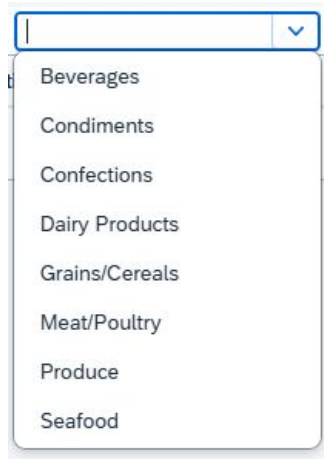 Beverages
Condiments
Confections
Dairy Products
Grains/Cereals
Meat/Poultry
Produce
Seafood